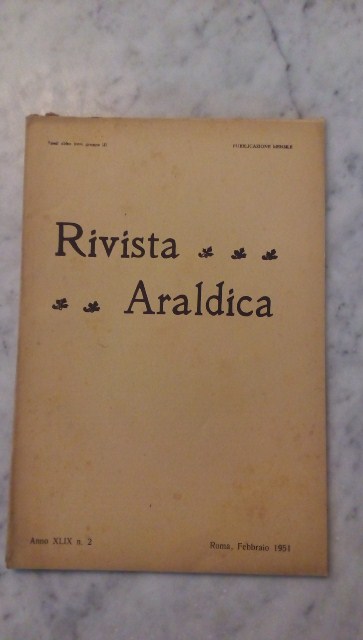 PUBBLICAZIONE MENSILE
Rivista
Araldica
Anno XLIX n. 2
Roma, Febbraio 1951